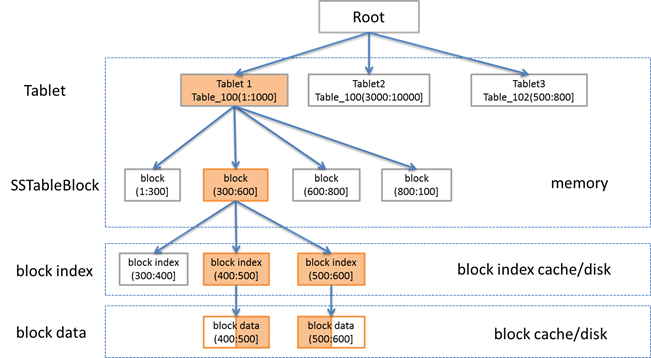 Root
Tablet
Tablet 1
Table_100(1:1000]
Tablet2
Table_100(3000:10000]
Tablet3
Table_102(500:800]
SSTableBlock
block
(1:300]
block
(300:600]
block
(600:800]
block
(800:100]
memory
block index
block index
(300:400]
block index
(400:500]
block index
(500:600]
block index cache/disk
block data
block data
(400:500]
block data
(500:600]
block cache/disk